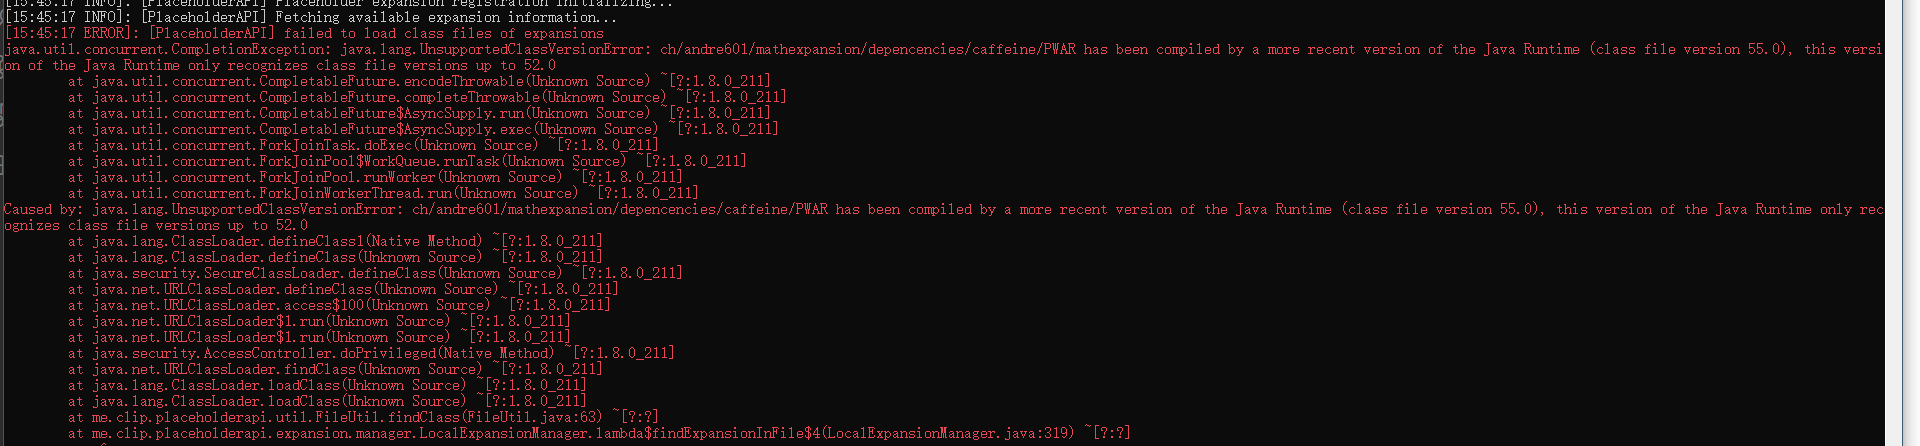 [15:45:17 INFO]: [PlaceholderAPI] Placeholder expansion registration initializing...
[15:45:17 INFO]: [PlaceholderAPI] Fetching available expansion information...
[15:45:17 ERROR]: [PlaceholderAPI] failed to load class files of expansions
java.util.concurrent.CompletionException: java.lang.UnsupportedClassVersionError: ch/andre601/mathexpansion/depencencies/caffeine/PWAR has been compiled by a more recent version of the Java Runtime (class file version 55.0), this versi
on of the Java Runtime only recognizes class file versions up to 52.0
at java.util.concurrent.CompletableFuture.encodeThrowable(Unknown Source) ~[?:1.8.0_211]
at java.util.concurrent.CompletableFuture.completeThrowable(Unknown Source) ~[?:1.8.0_211]
at java.util.concurrent.CompletableFuture$AsyncSupply.run(Unknown Source) ~[?:1.8.0_211]
at java.util.concurrent.CompletableFuture$AsyncSupply.exec(Unknown Source) ~[?:1.8.0_211]
at java.util.concurrent.ForkJoinTask.doExec(Unknown Source) ~[?:1.8.0_211]
at java.util.concurrent.ForkJoinPool$WorkQueue.runTask(Unknown Source) ~[?:1.8.0_211]
at java.util.concurrent.ForkJoinPool.runWorker(Unknown Source) ~[?:1.8.0_211]
at java.util.concurrent.ForkJoinWorkerThread.run(Unknown Source) ~[?:1.8.0_211]
Caused by: java.lang.UnsupportedClassVersionError: ch/andre601/mathexpansion/depencencies/caffeine/PWAR has been compiled by a more recent version of the Java Runtime (class file version 55.0), this version of the Java Runtime only rec
ognizes class file versions up to 52.0
at java.lang.ClassLoader.defineClass1(Native Method) ~[?:1.8.0_211]
at java.lang.ClassLoader.defineClass(Unknown Source) ~[?:1.8.0_211]
at java.security.SecureClassLoader.defineClass(Unknown Source) ~[?:1.8.0_211]
at java.net.URLClassLoader.defineClass(Unknown Source) ~[?:1.8.0_211]
at java.net.URLClassLoader.access$100(Unknown Source) ~[?:1.8.0_211]
at java.net.URLClassLoader$1.run(Unknown Source) ~[?:1.8.0_211]
at java.net.URLClassLoader$1.run(Unknown Source) ~[?:1.8.0_211]
at java.security.AccessController.doPrivileged(Native Method) ~[?:1.8.0_211]
at java.net.URLClassLoader.findClass(Unknown Source) ~[?:1.8.0_211]
at java.lang.ClassLoader.loadClass(Unknown Source) ~[?:1.8.0_211]
at java.lang.ClassLoader.loadClass(Unknown Source) ~[?:1.8.0_211]
at me.clip.placeholderapi.util.FileUtil.findClass(FileUtil.java:63) ~[?:?]
at me.clip.placeholderapi.expansion.manager.LocalExpansionManager.lambda$findExpansionInFile$4(LocalExpansionManager.java:319) ~[?:?]